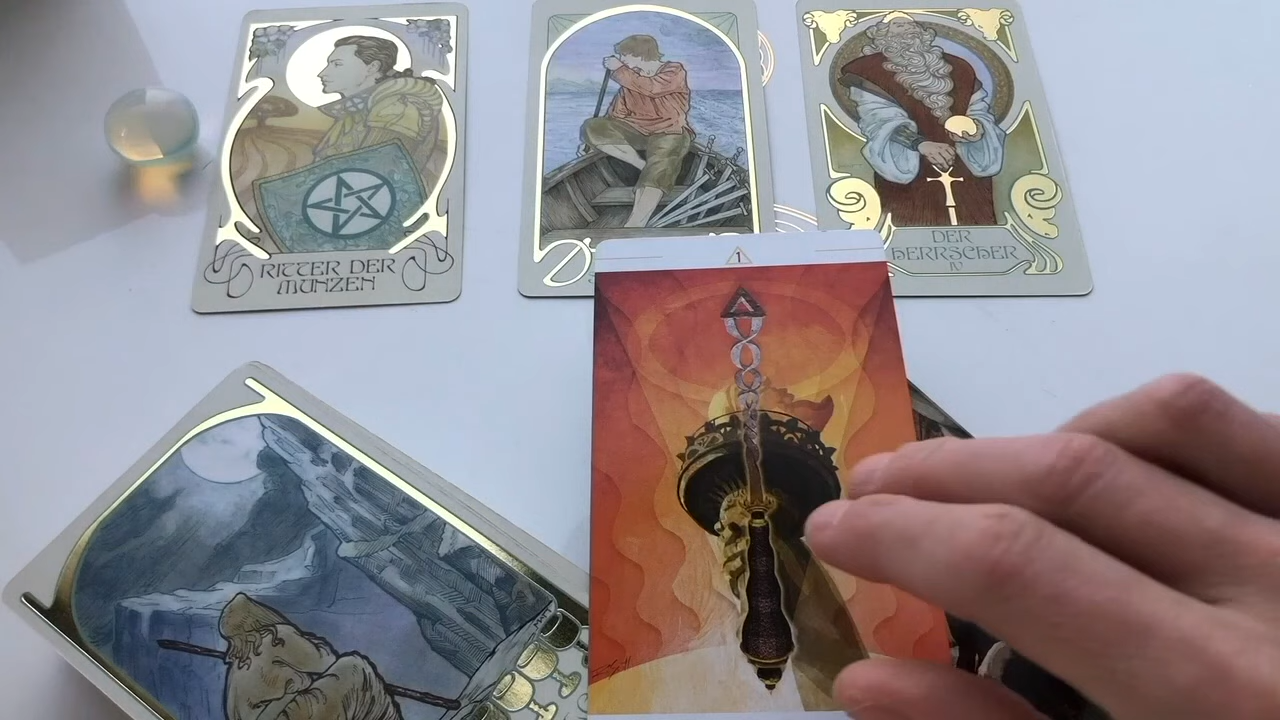 RITTER DER
MÜNZEN
DER
HERRSCHER
IV
1